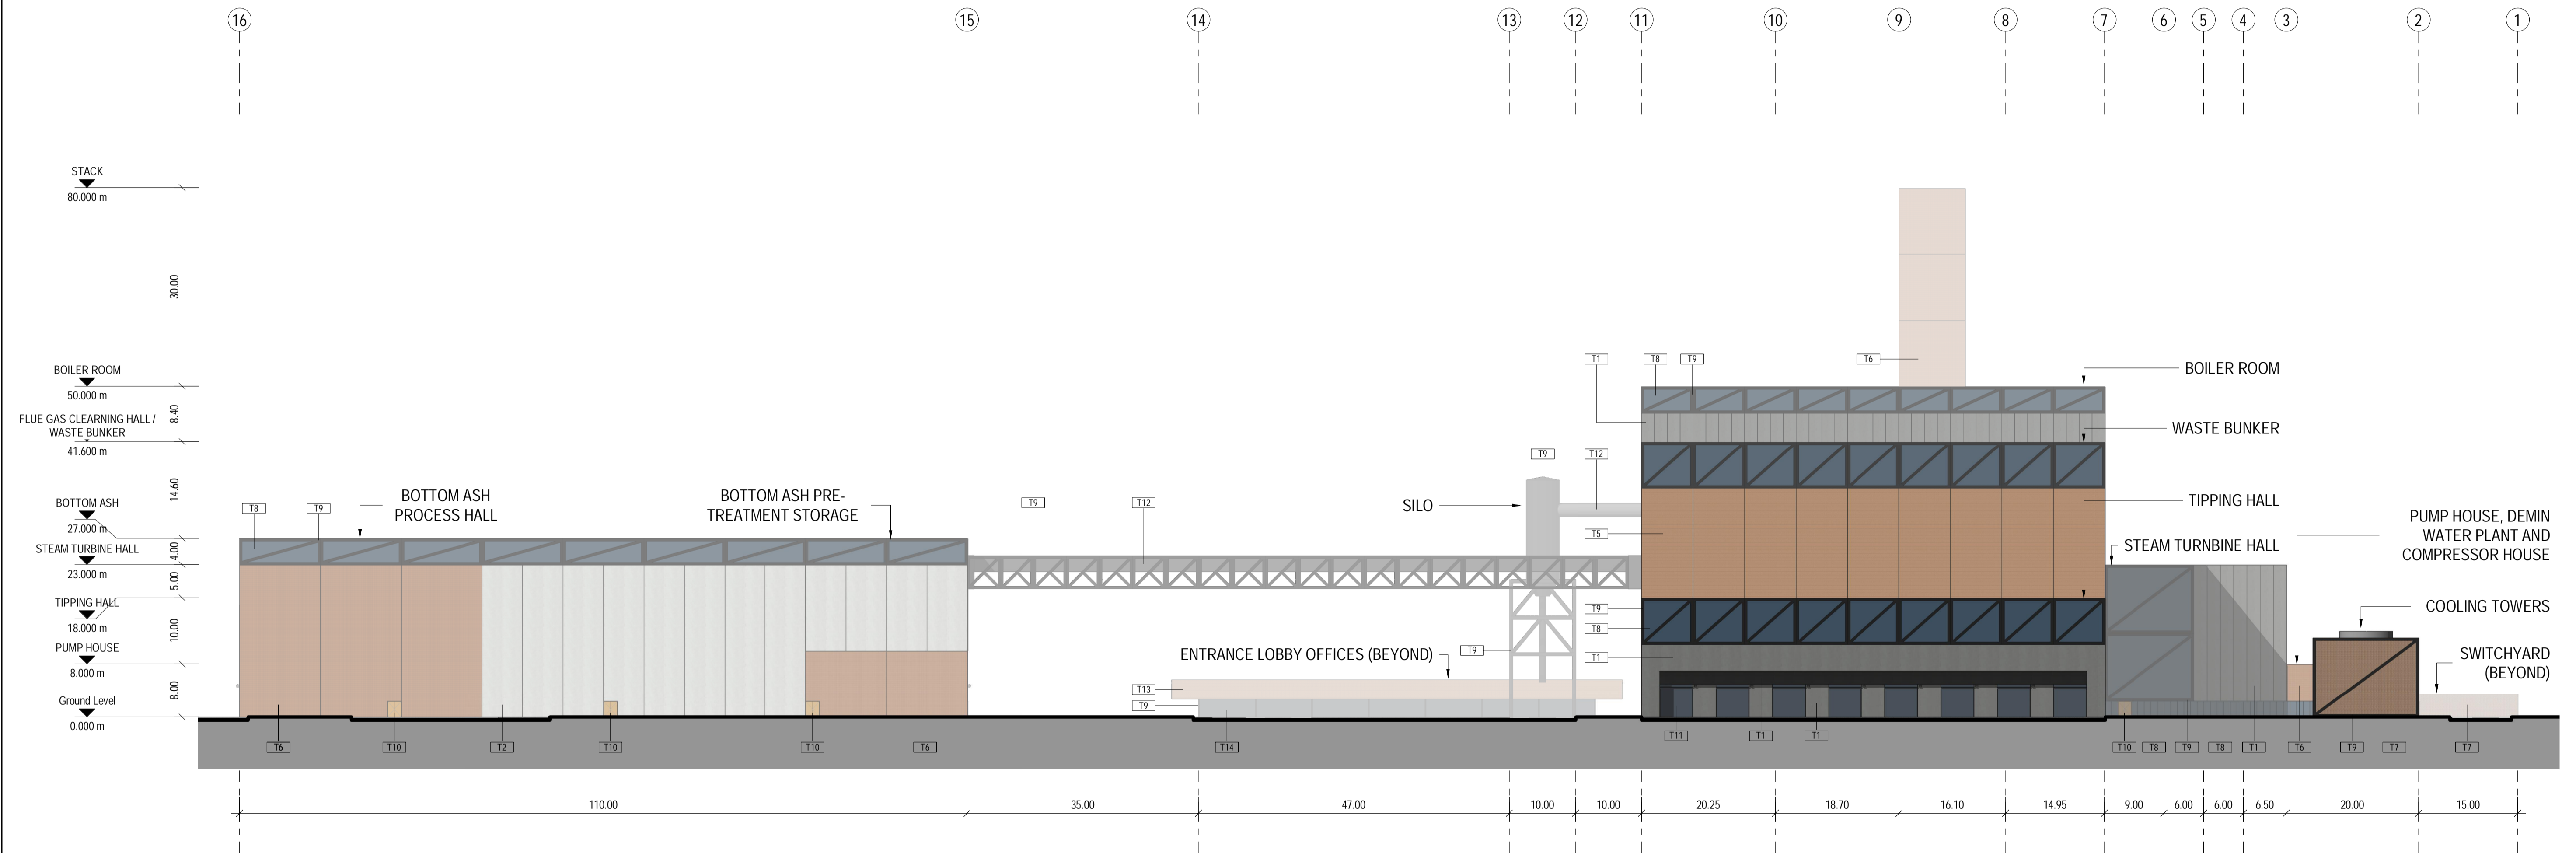 16
15
14
13
12
11
10
9
8
7
6
5
4
3
2
1
STACK
80.000 m
30.00
BOILER ROOM
50.000 m
8.40
FLUE GAS CLEARNING HALL /
WASTE BUNKER
41.600 m
14.60
BOTTOM ASH
27.000 m
4.00
STEAM TURBINE HALL
23.000 m
5.00
TIPPING HALL
18.000 m
10.00
PUMP HOUSE
8.000 m
8.00
Ground Level
0.000 m
T8
T9
BOTTOM ASH
PROCESS HALL
BOTTOM ASH PRE-
TREATMENT STORAGE
T9
T12
SILO
T9
T12
T1
T8
T9
T6
BOILER ROOM
WASTE BUNKER
TIPPING HALL
STEAM TURNBINE HALL
PUMP HOUSE, DEMIN
WATER PLANT AND
COMPRESSOR HOUSE
COOLING TOWERS
SWITCHYARD
(BEYOND)
T5
T9
T8
T1
ENTRANCE LOBBY OFFICES (BEYOND)
T9
T13
T9
T6
T10
T2
T10
T10
T6
T14
T11
T1
T1
T10
T8
T9
T8
T1
T6
T9
T7
T7
110.00
35.00
47.00
10.00
10.00
20.25
18.70
16.10
14.95
9.00
6.00
6.00
6.50
20.00
15.00